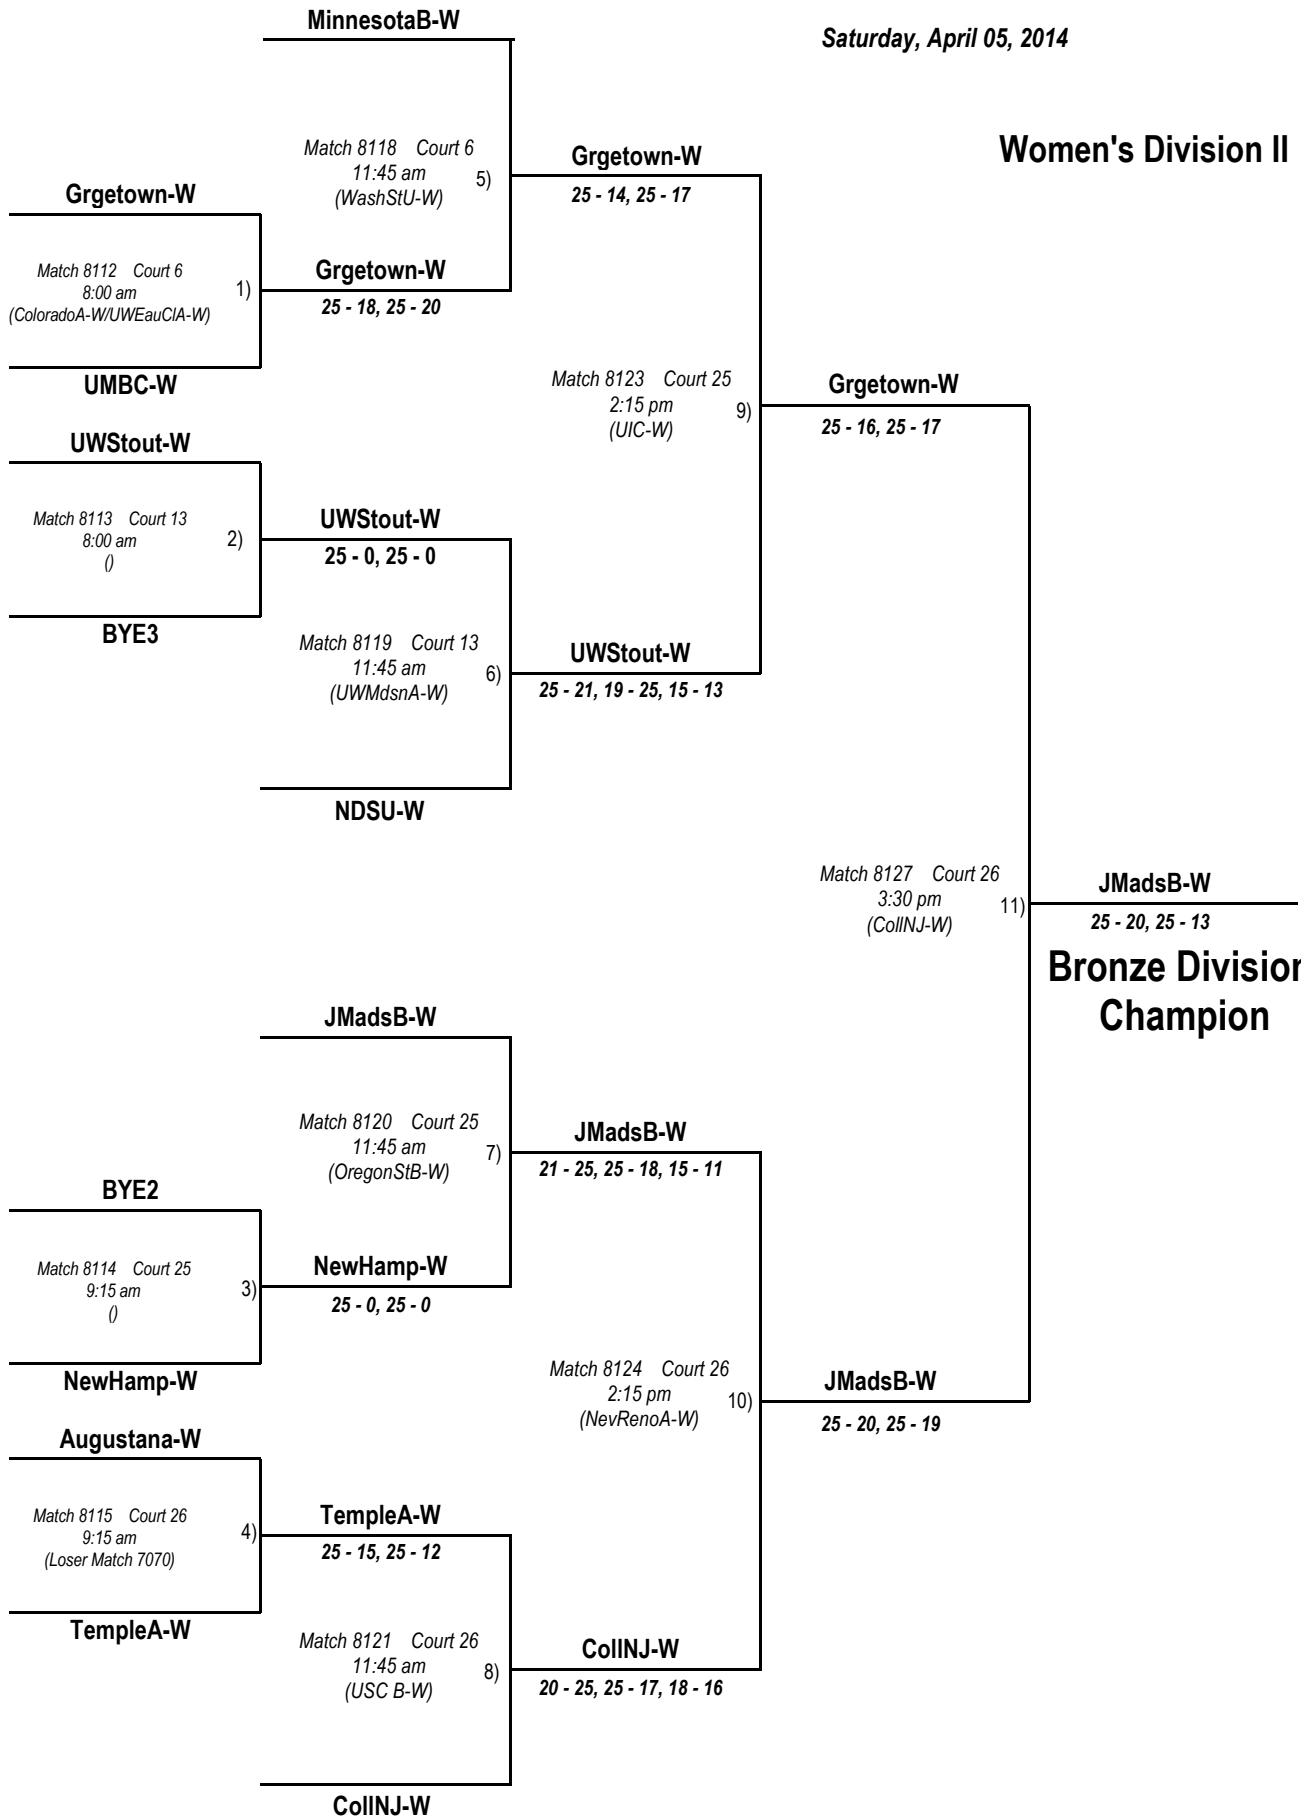 MinnesotaB-W
Saturday, April 05, 2014
Women's Division II
Match 8118 Court 6
11:45 am
(WashStU-W)
5)
Grgetown-W
25 - 14, 25 - 17
Grgetown-W
Match 8112 Court 6
8:00 am
(ColoradoA-W/UWEauClA-W)
1)
Grgetown-W
25 - 18, 25 - 20
UMBC-W
Match 8123 Court 25
2:15 pm
(UIC-W)
9)
Grgetown-W
25 - 16, 25 - 17
UWStout-W
Match 8113 Court 13
8:00 am
()
2)
UWStout-W
25 - 0, 25 - 0
BYE3
Match 8119 Court 13
11:45 am
(UWMdsnA-W)
6)
UWStout-W
25 - 21, 19 - 25, 15 - 13
NDSU-W
Match 8127 Court 26
3:30 pm
(CollNJ-W)
11)
JMadsB-W
25 - 20, 25 - 13
Bronze Division
Champion
JMadsB-W
Match 8120 Court 25
11:45 am
(OregonStB-W)
7)
JMadsB-W
21 - 25, 25 - 18, 15 - 11
BYE2
Match 8114 Court 25
9:15 am
()
3)
NewHamp-W
25 - 0, 25 - 0
NewHamp-W
Match 8124 Court 26
2:15 pm
(NevRenoA-W)
10)
JMadsB-W
25 - 20, 25 - 19
Augustana-W
Match 8115 Court 26
9:15 am
(Loser Match 7070)
4)
TempleA-W
25 - 15, 25 - 12
TempleA-W
Match 8121 Court 26
11:45 am
(USC B-W)
8)
CollNJ-W
20 - 25, 25 - 17, 18 - 16
CollNJ-W